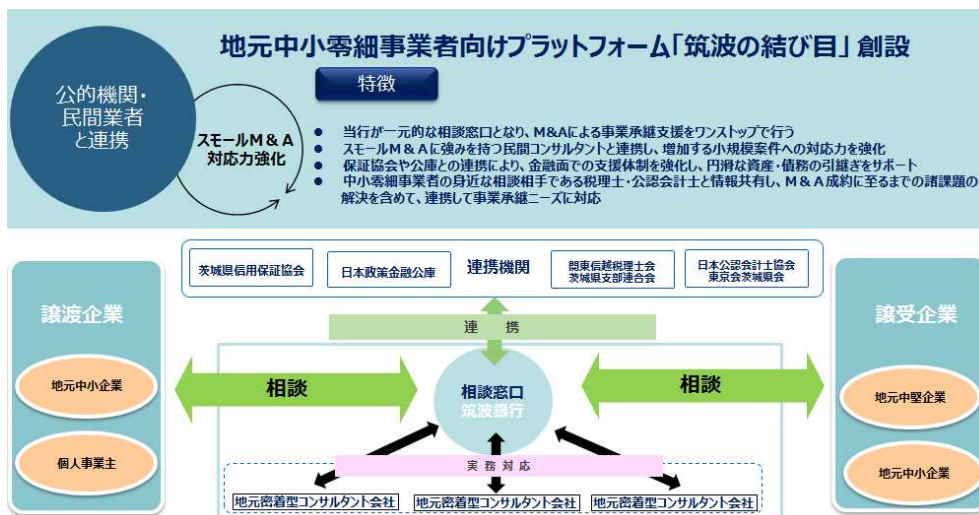 地元中小零細事業者向けプラットフォーム「筑波の結び目」創設
公的機関・
民間業者
と連携
特徴
スモールM&A
対応力強化
● 当行が一元的な相談窓口となり、M&Aによる事業承継支援をワンストップで行う
● スモールM&Aに強みを持つ民間コンサルタントと連携し、増加する小規模案件への対応力を強化
● 保証協会や公庫との連携により、金融面での支援体制を強化し、円滑な資産・債務の引継ぎをサポート
● 中小零細事業者の身近な相談相手である税理士・公認会計士と情報共有し、M&A成約に至るまでの諸課題の
解決を含めて、連携して事業承継ニーズに対応
茨城県信用保証協会
日本政策金融公庫
連携機関
関東信越税理士会
茨城県支部連合会
日本公認会計士協会
東京会茨城県会
譲渡企業
地元中小企業
個人事業主
連 携
相談
相談窓口
筑波銀行
相談
譲受企業
地元中堅企業
地元中小企業
実務対応
地元密着型コンサルタント会社
地元密着型コンサルタント会社
地元密着型コンサルタント会社